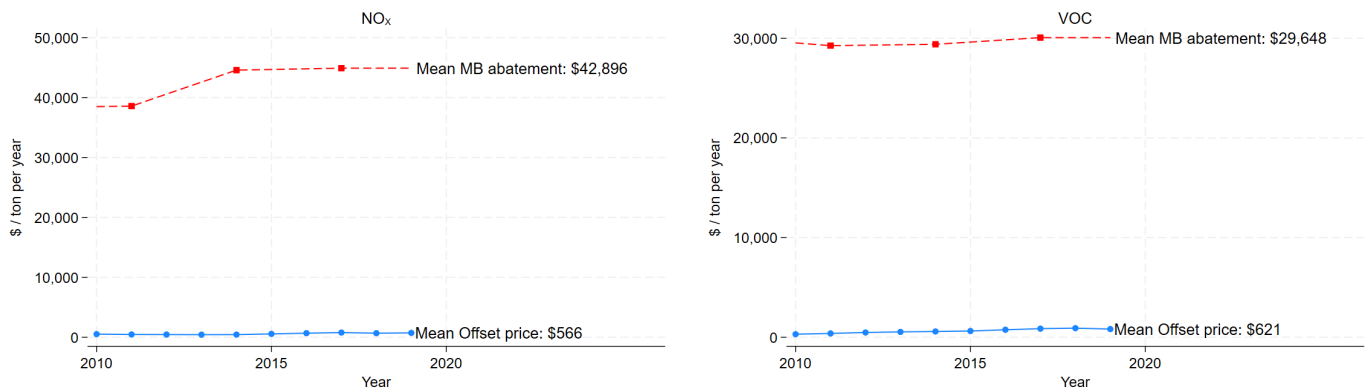 NOₓ
$ / ton per year
50,000
40,000
30,000
20,000
10,000
0
Mean MB abatement: $42,896
Mean Offset price: $566
2010
2015
2020
Year
VOC
$ / ton per year
30,000
20,000
10,000
0
Mean MB abatement: $29,648
Mean Offset price: $621
2010
2015
2020
Year